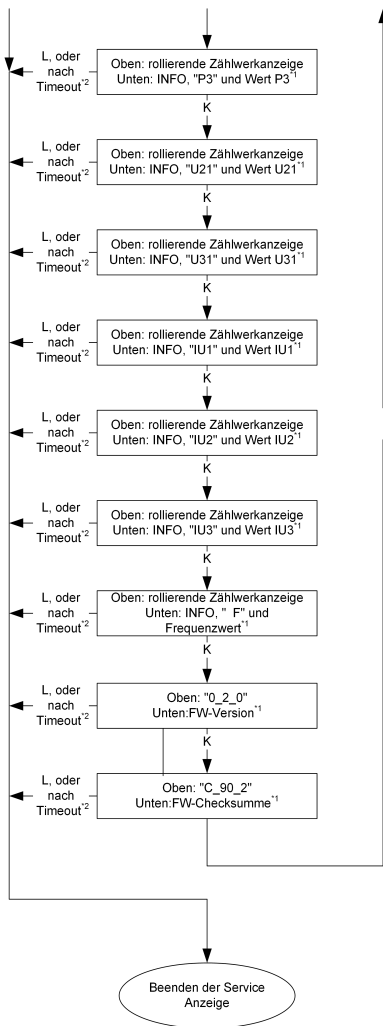 L, oder
nach
Timeout*2
Oben: rollierende Zählwerkanzeige
Unten: INFO, "P3" und Wert P3*1
K
L, oder
nach
Timeout*2
Oben: rollierende Zählwerkanzeige
Unten: INFO, "U21" und Wert U21*1
K
L, oder
nach
Timeout*2
Oben: rollierende Zählwerkanzeige
Unten: INFO, "U31" und Wert U31*1
K
L, oder
nach
Timeout*2
Oben: rollierende Zählwerkanzeige
Unten: INFO, "IU1" und Wert IU1*1
K
L, oder
nach
Timeout*2
Oben: rollierende Zählwerkanzeige
Unten: INFO, "IU2" und Wert IU2*1
K
L, oder
nach
Timeout*2
Oben: rollierende Zählwerkanzeige
Unten: INFO, "IU3" und Wert IU3*1
K
L, oder
nach
Timeout*2
Oben: rollierende Zählwerkanzeige
Unten: INFO, " F" und
Frequenzwert*1
K
L, oder
nach
Timeout*2
Oben: "0_2_0"
Unten:FW-Version*1
K
L, oder
nach
Timeout*2
Oben: "C_90_2"
Unten:FW-Checksumme*1
Beenden der Service
Anzeige